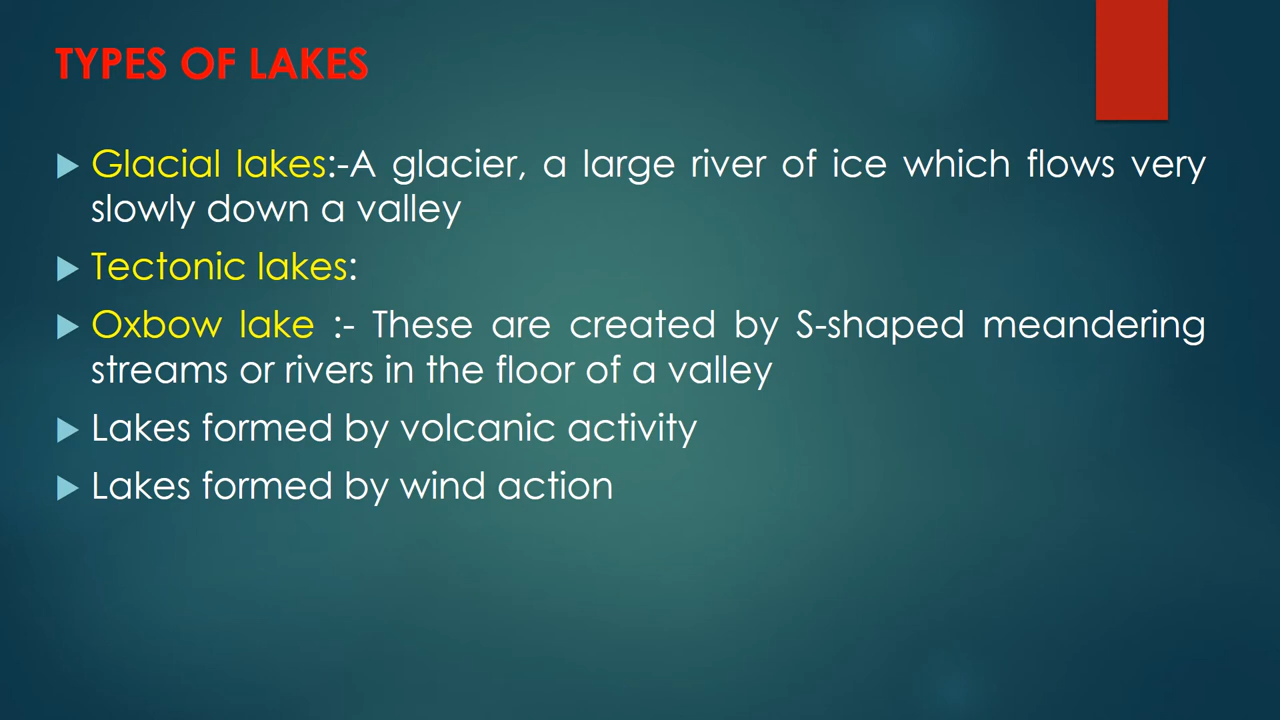 TYPES OF LAKES
Glacial lakes:-A glacier, a large river of ice which flows very
slowly down a valley
Tectonic lakes:
Oxbow lake :- These are created by S-shaped meandering
streams or rivers in the floor of a valley
Lakes formed by volcanic activity
Lakes formed by wind action